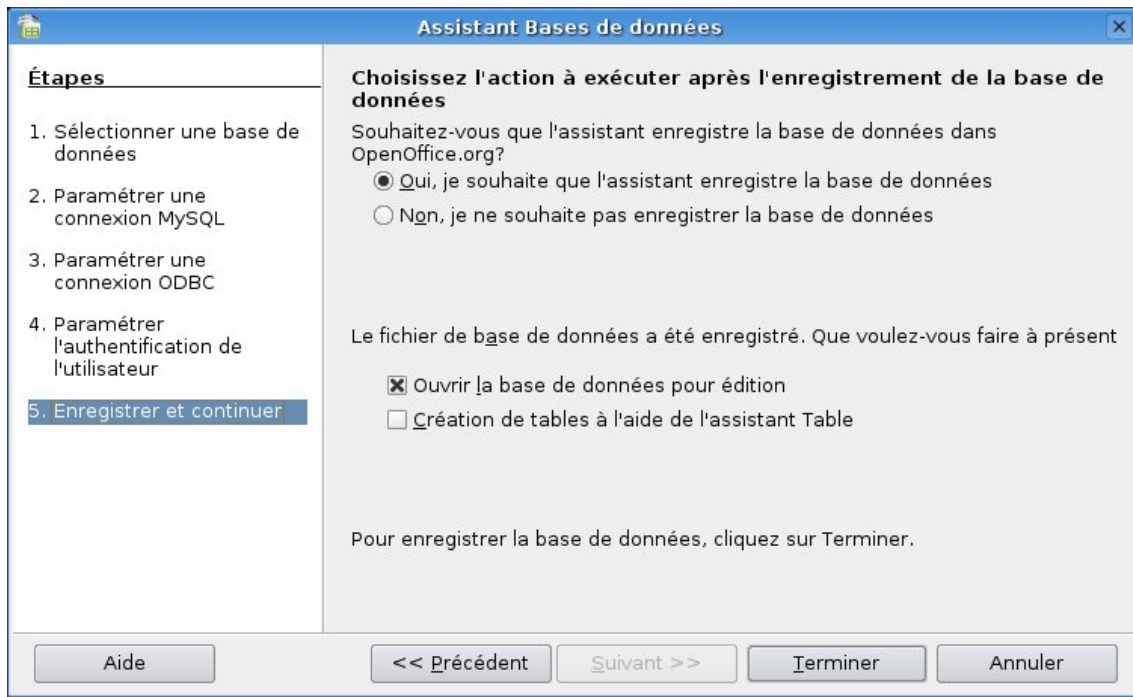 Assistant Bases de données
Étapes
1. Sélectionner une base de
données
2. Paramétrer une
connexion MySQL
3. Paramétrer une
connexion ODBC
4. Paramétrer
l'authentification de
l'utilisateur
5. Enregistrer et continuer
Choisissez l'action à exécuter après l'enregistrement de la base de
données
Souhaitez-vous que l'assistant enregistre la base de données dans
OpenOffice.org?
Oui, je souhaite que l'assistant enregistre la base de données
Non, je ne souhaite pas enregistrer la base de données
Le fichier de base de données a été enregistré. Que voulez-vous faire à présent
Ouvrir la base de données pour édition
Création de tables à l'aide de l'assistant Table
Pour enregistrer la base de données, cliquez sur Terminer.
Aide
<< Précédent
Suivant >>
Terminer
Annuler